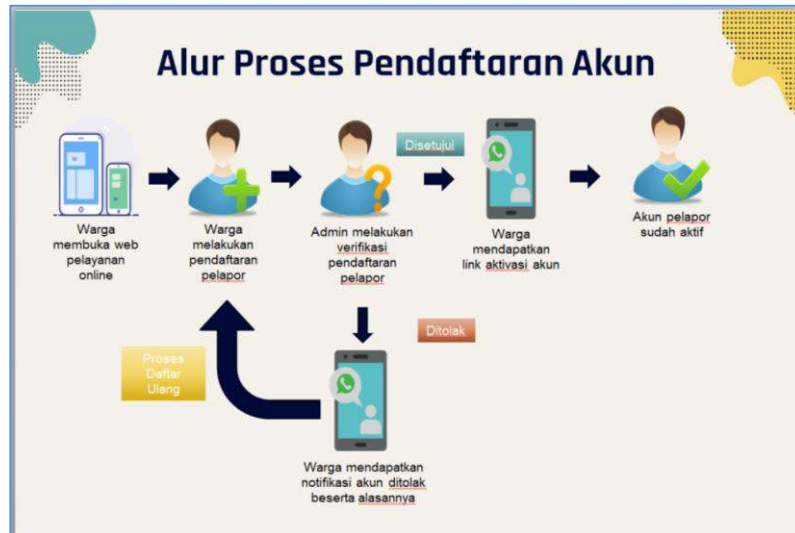 Alur Proses Pendaftaran Akun
Warga
membuka web
pelayanan
online
Warga
melakukan
pendaftaran
pelapor
Admin melakukan
verifikasi
pendaftaran
pelapor
Disetujui
Warga
mendapatkan
link aktivasi akun
Akun pelapor
sudah aktif
Ditolak
Proses
Daftar
Ulang
Warga mendapatkan
notifikasi akun ditolak
beserta alasannya